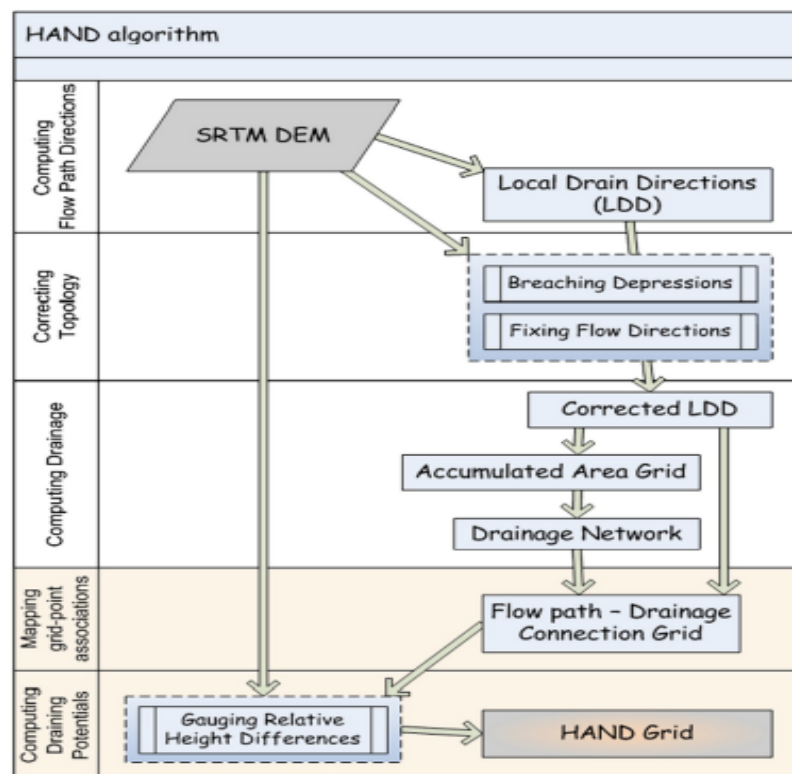 HAND algorithm
Computing
Flow Path Directions
SRTM DEM
Local Drain Directions
(LDD)
Correcting
Topology
Breaching Depressions
Fixing Flow Directions
Computing Drainage
Corrected LDD
Accumulated Area Grid
Drainage Network
Mapping
grid-point
associations
Flow path – Drainage
Connection Grid
Computing
Draining
Potentials
Gauging Relative
Height Differences
HAND Grid